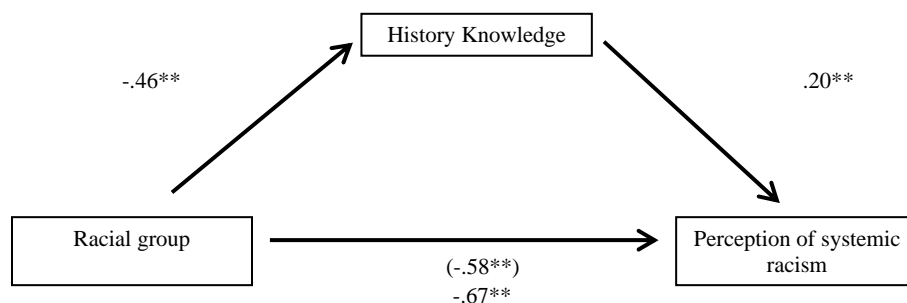 History Knowledge
-.46**
.20**
Racial group
Perception of systemic
racism
(-.58**)
-.67**